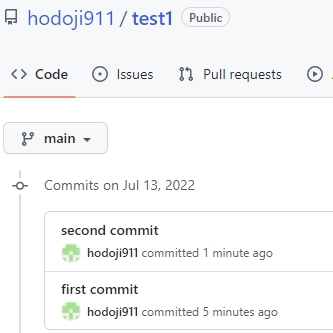 hodoji911 / test1 Public
Code Issues Pull requests
main
Commits on Jul 13, 2022
second commit
hodoji911 committed 1 minute ago
first commit
hodoji911 committed 5 minutes ago